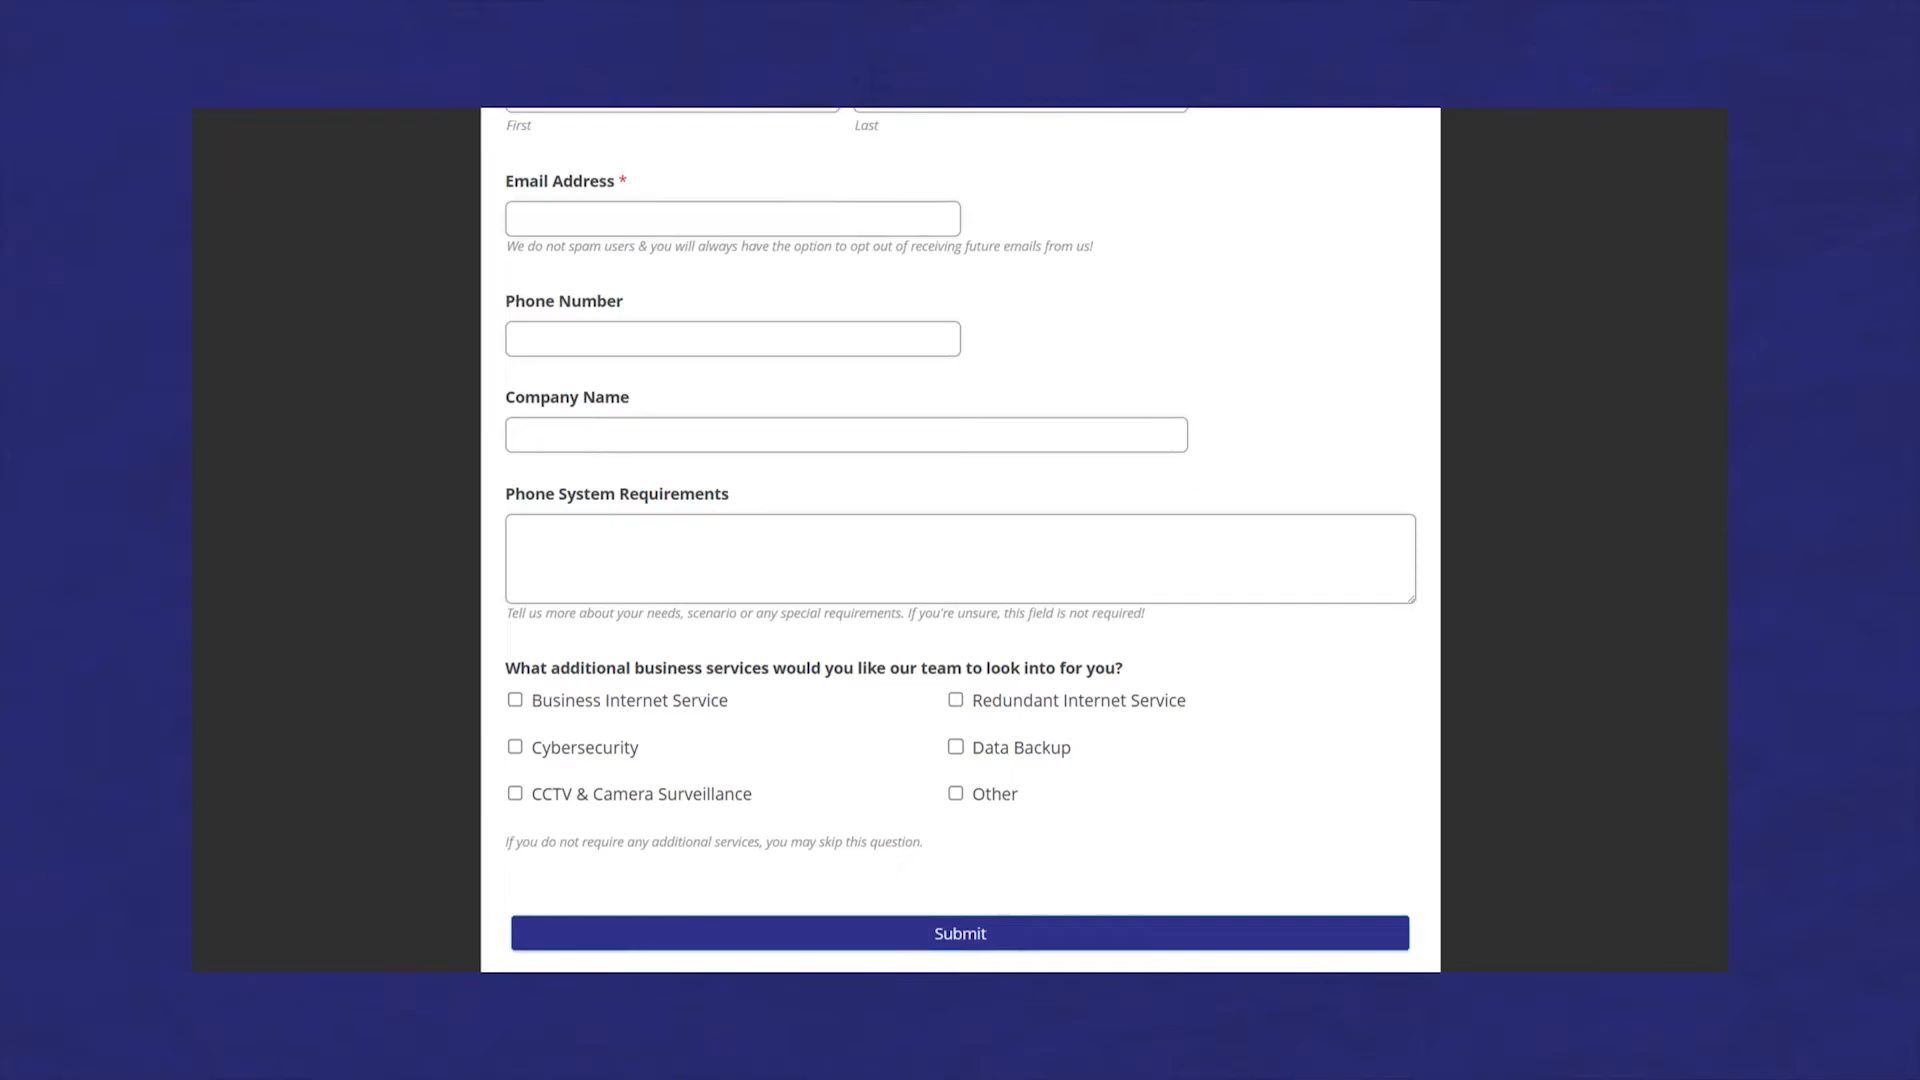 First Last
Email Address *
We do not spam users & you will always have the option to opt out of receiving future emails from us!
Phone Number
Company Name
Phone System Requirements
Tell us more about your needs, scenario or any special requirements. If you're unsure, this field is not required!
What additional business services would you like our team to look into for you?
Business Internet Service Redundant Internet Service
Cybersecurity Data Backup
CCTV & Camera Surveillance Other
If you do not require any additional services, you may skip this question.
Submit